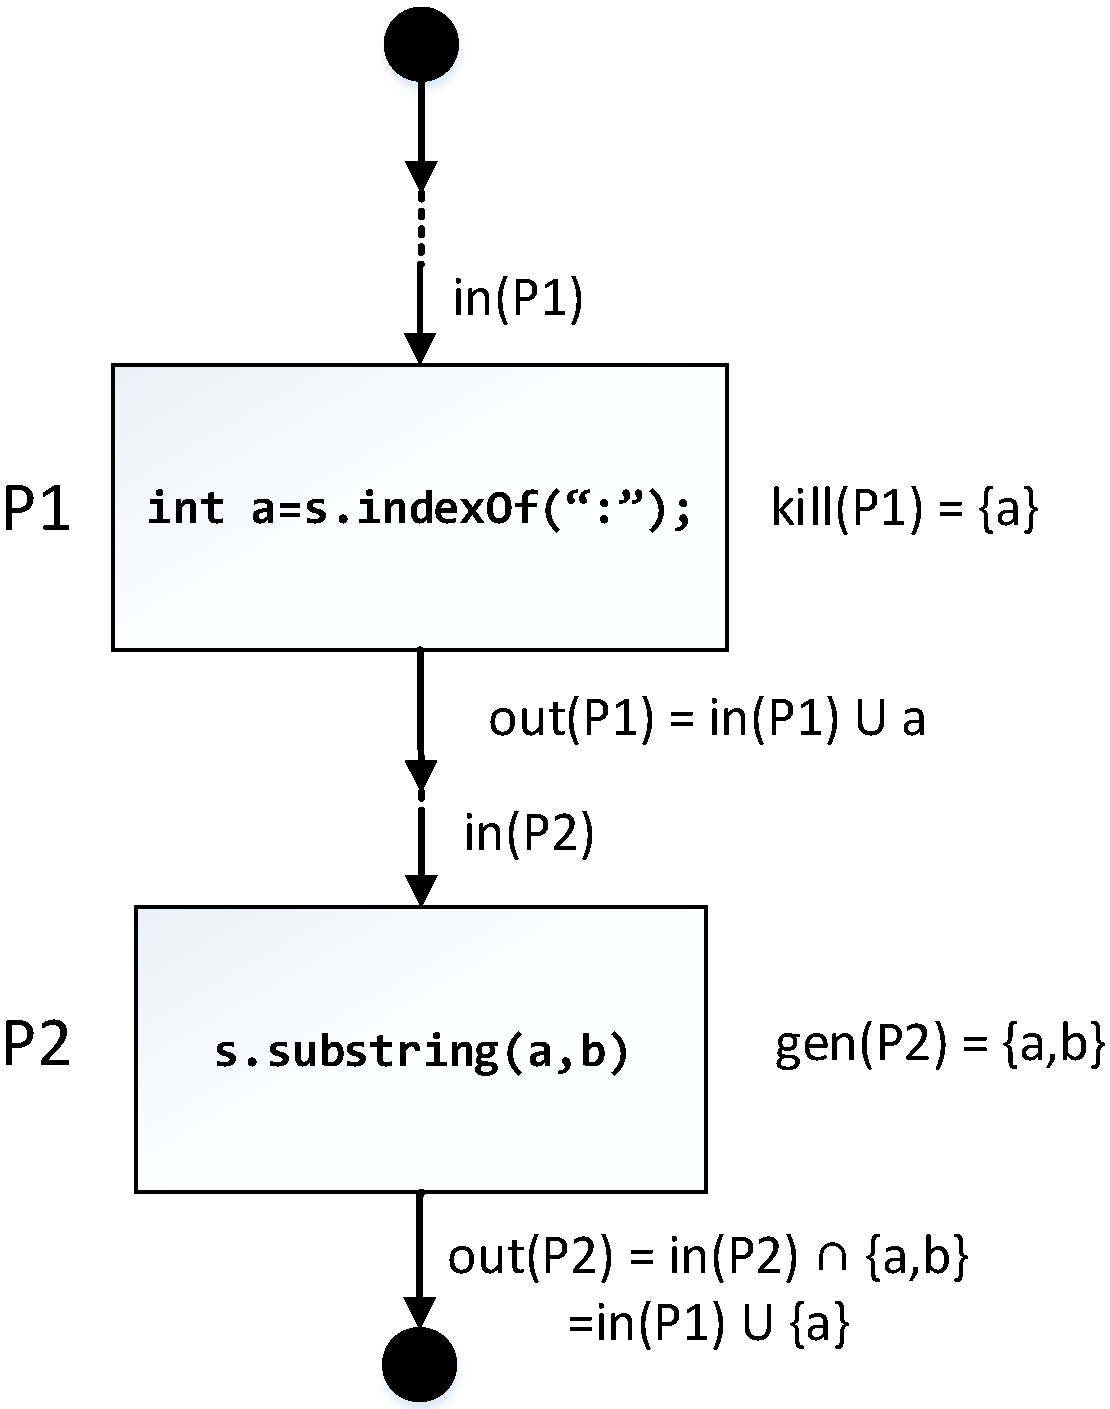 in(P1)
P1
int a=s.indexOf(“:”);
kill(P1) = {a}
out(P1) = in(P1) U a
in(P2)
P2
s.substring(a,b)
gen(P2) = {a,b}
out(P2) = in(P2) ∩ {a,b}
=in(P1) U {a}